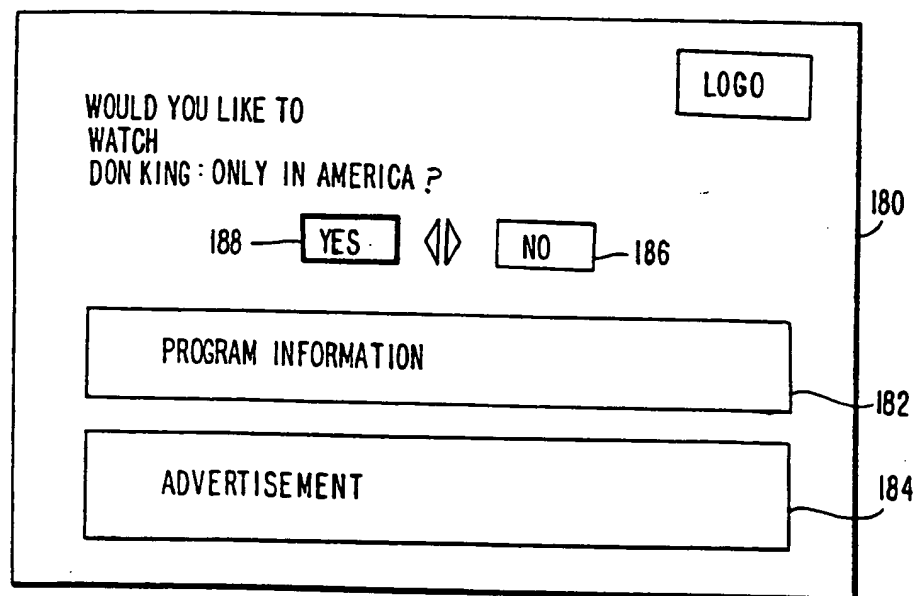 LOGO
WOULD YOU LIKE TO
WATCH
DON KING: ONLY IN AMERICA?
180
188 YES NO 186
PROGRAM INFORMATION
182
ADVERTISEMENT
184